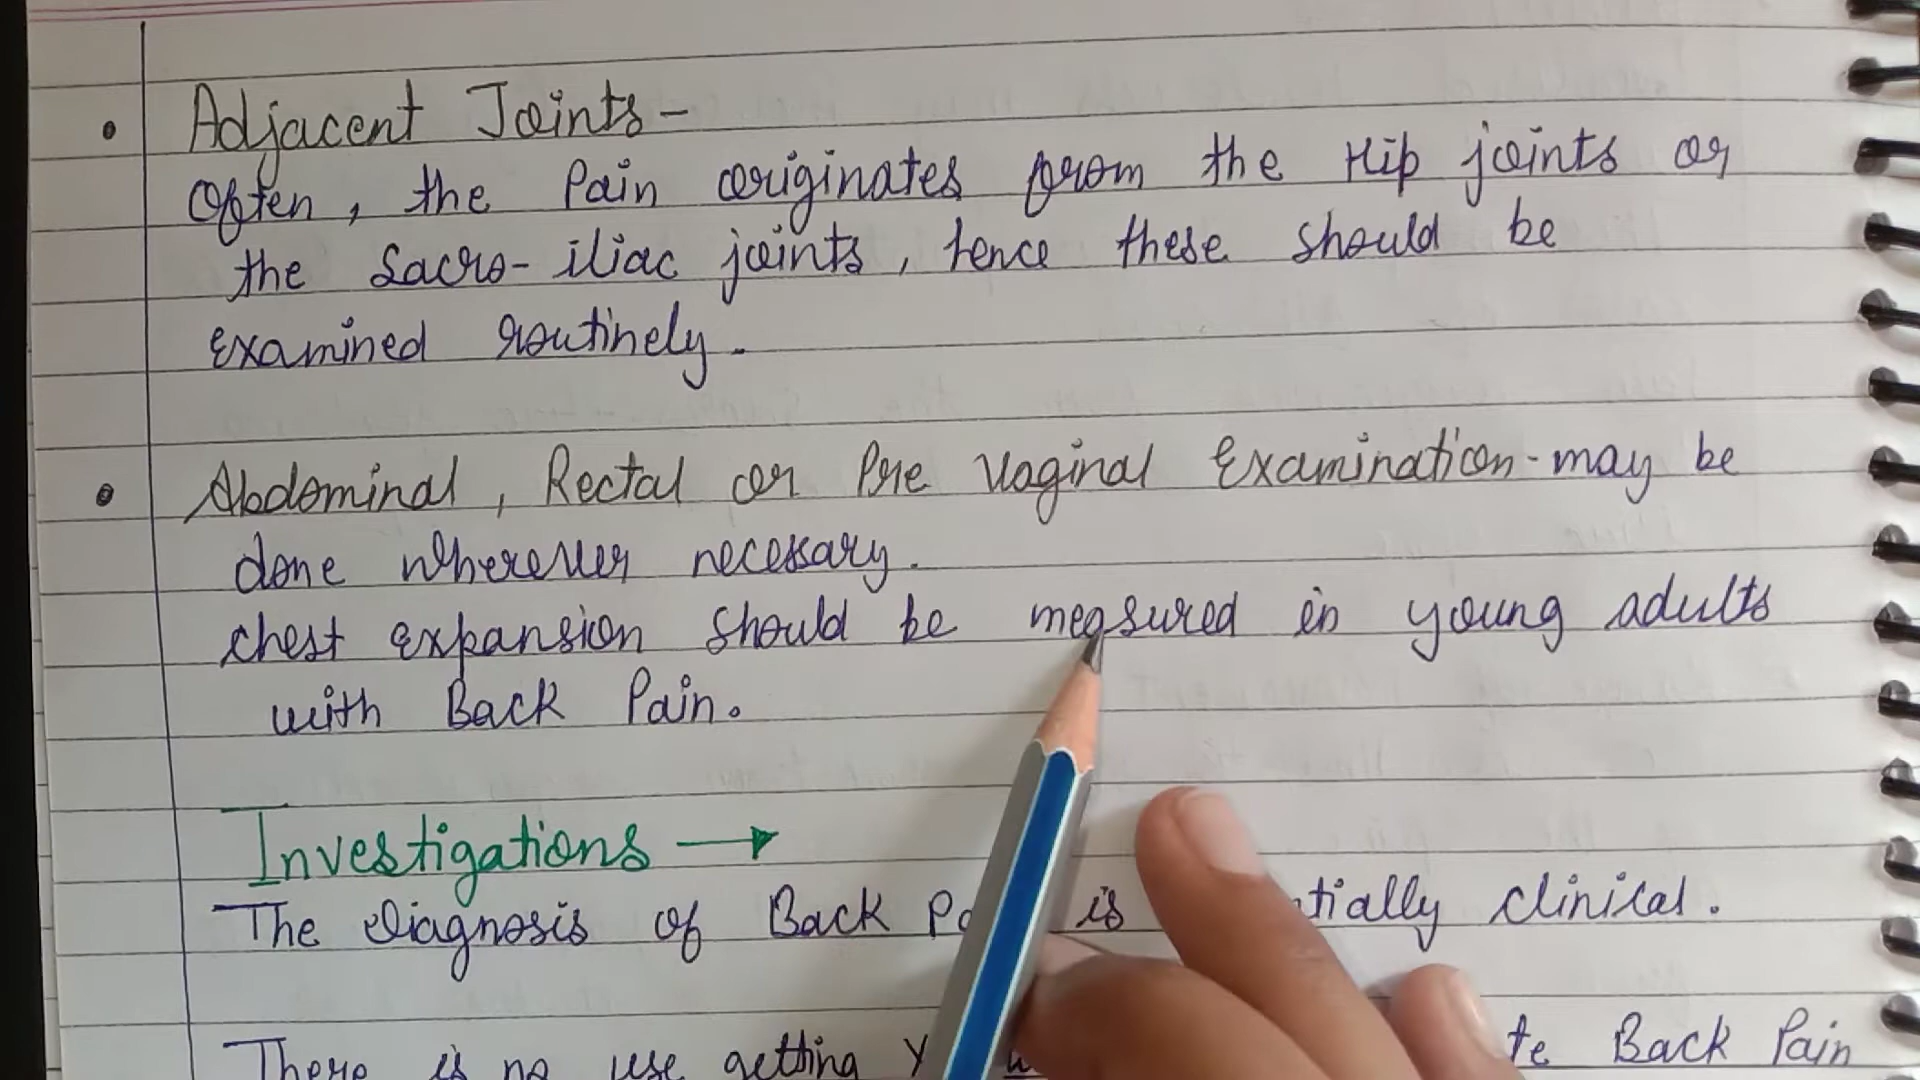 Adjacent Joints-
Often, the Pain originates from the Hip joints or
the Sacro-iliac joints, hence these should be
examined routinely.
Abdominal, Rectal or Pre Vaginal Examination-may be
done wherever necessary.
chest expansion should be measured in young adults
with Back Pain.
Investigations →
The diagnosis of Back is clinical.
There is no use getting Back Pain